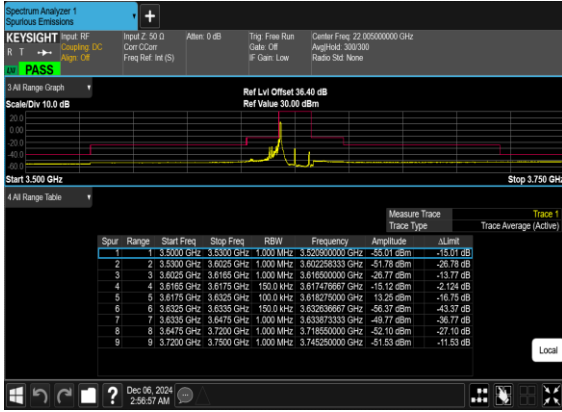 Spectrum Analyzer 1
Spurious Emissions
KEYSIGHT Input: RF Input Z: 50 Ω Atten: 0 dB Trig: Free Run Center Freq: 22.005000000 GHz
R T Coupling: DC Corr CCorr Gate: Off Avg|Hold: 300/300
Align: Off Freq Ref: Int (S) IF Gain: Low Radio Std: None
PASS
3 All Range Graph
Ref Lvl Offset 36.40 dB
Scale/Div 10.0 dB Ref Value 30.00 dBm
20.0
0.00
-20.0
-40.0
-60.0
Start 3.500 GHz Stop 3.750 GHz
4 All Range Table
Measure Trace Trace 1
Trace Type Trace Average (Active)
Spur Range Start Freq Stop Freq RBW Frequency Amplitude ΔLimit
1 1 3.5000 GHz 3.5300 GHz 1.000 MHz 3.520900000 GHz -55.01 dBm -15.01 dB
2 2 3.5300 GHz 3.6025 GHz 1.000 MHz 3.602258333 GHz -51.78 dBm -26.78 dB
3 3 3.6025 GHz 3.6165 GHz 1.000 MHz 3.616500000 GHz -26.77 dBm -13.77 dB
4 4 3.6165 GHz 3.6175 GHz 150.0 kHz 3.617476667 GHz -15.12 dBm -2.124 dB
5 5 3.6175 GHz 3.6325 GHz 100.0 kHz 3.618275000 GHz 13.25 dBm -16.75 dB
6 6 3.6325 GHz 3.6335 GHz 150.0 kHz 3.632636667 GHz -56.37 dBm -43.37 dB
7 7 3.6335 GHz 3.6475 GHz 1.000 MHz 3.633873333 GHz -49.77 dBm -36.77 dB
8 8 3.6475 GHz 3.7200 GHz 1.000 MHz 3.718550000 GHz -52.10 dBm -27.10 dB
9 9 3.7200 GHz 3.7500 GHz 1.000 MHz 3.745250000 GHz -51.53 dBm -11.53 dB
Local
Dec 06, 2024
2:56:57 AM